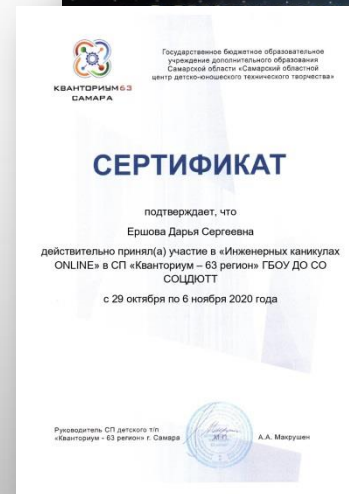 Государственное бюджетное образовательное
учреждение дополнительного образования
Самарской области «Самарский областной
центр детско-юношеского технического творчества»
КВАНТОРИУМ63
САМАРА
СЕРТИФИКАТ
подтверждает, что
Ершова Дарья Сергеевна
действительно принял(а) участие в «Инженерных каникулах
ONLINE» в СП «Кванториум – 63 регион» ГБОУ ДО СО
СОЦДЮТТ
с 29 октября по 6 ноября 2020 года
Руководитель СП детского т/п
«Кванториум - 63 регион» г. Самара
М.П.
А.А. Макрушен